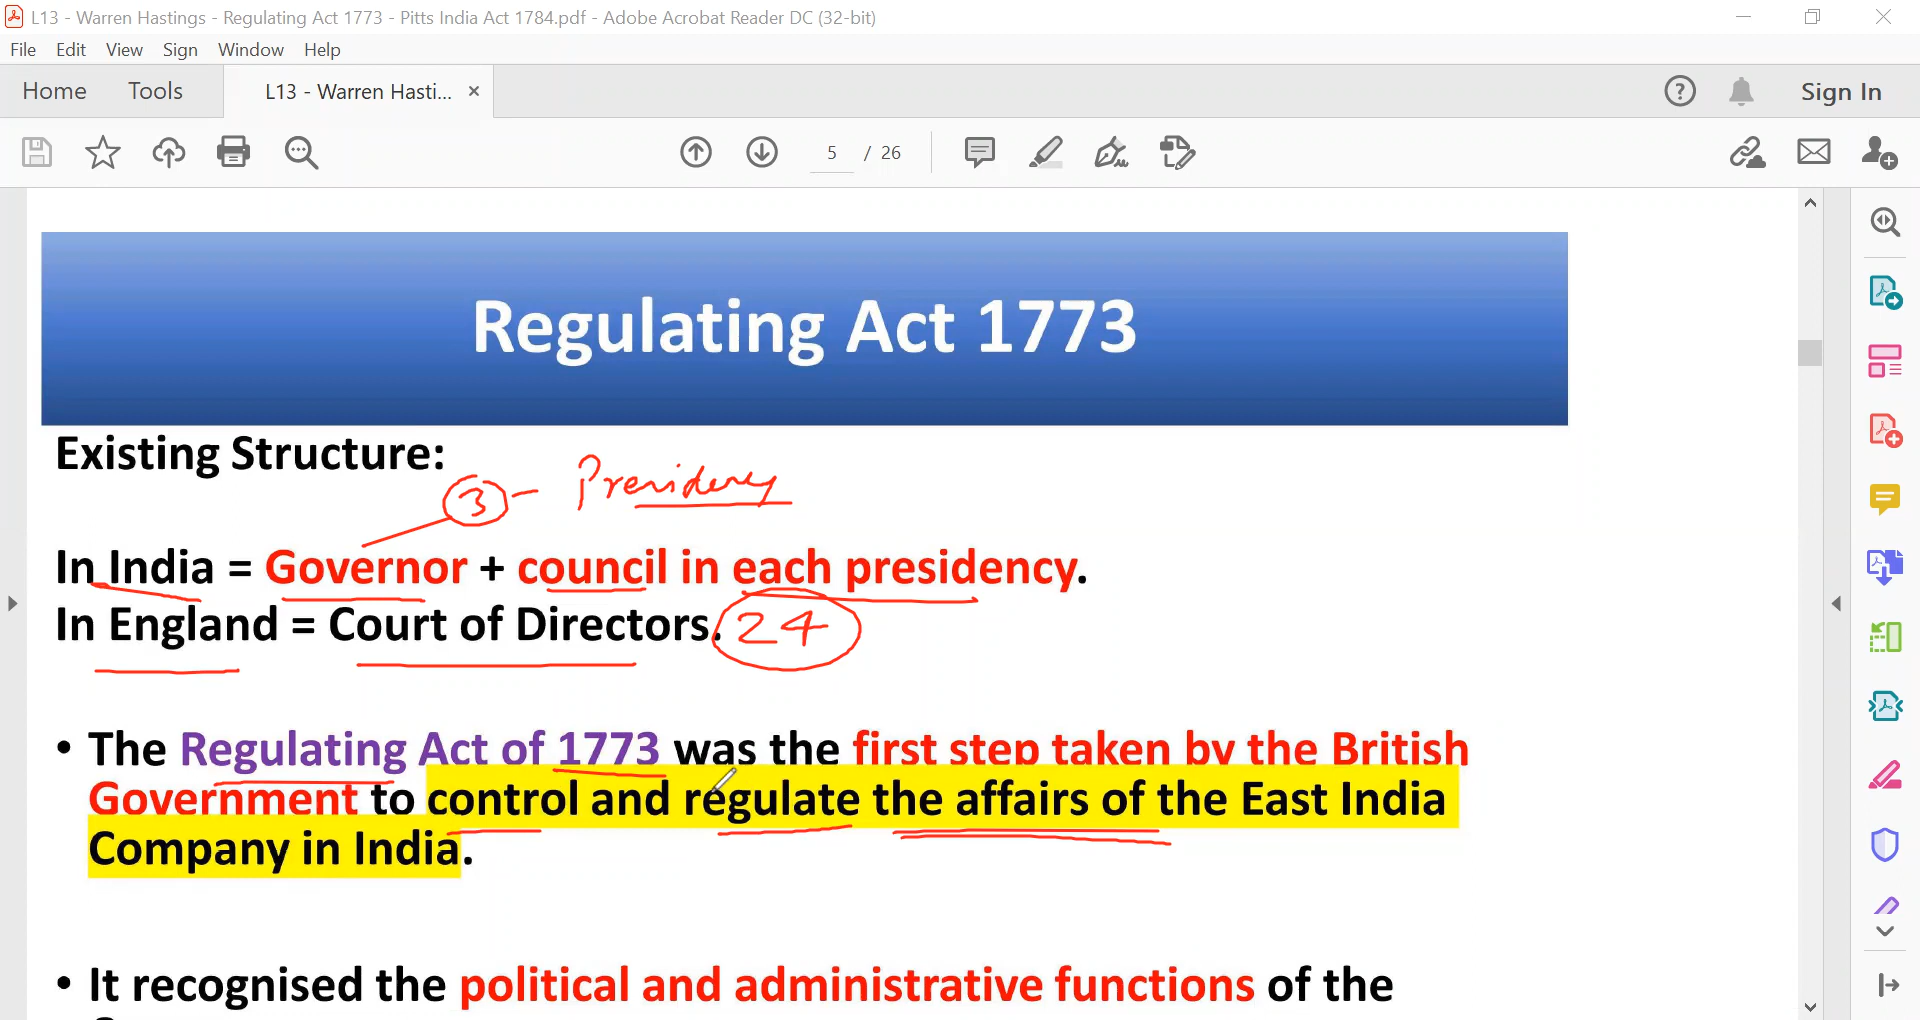 L13 - Warren Hastings - Regulating Act 1773 - Pitts India Act 1784.pdf - Adobe Acrobat Reader DC (32-bit)
File Edit View Sign Window Help
Home Tools L13 - Warren Hasti... × Sign In
5 / 26
Regulating Act 1773
Existing Structure:
3 - Presidency
In India = Governor + council in each presidency.
In England = Court of Directors. 24
• The Regulating Act of 1773 was the first step taken by the British
Government to control and regulate the affairs of the East India
Company in India.
• It recognised the political and administrative functions of the